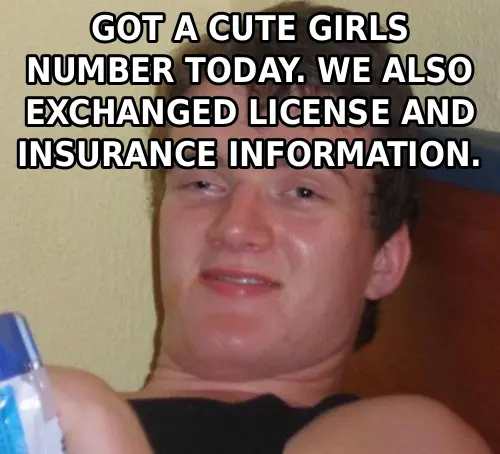 GOT A CUTE GIRLS
NUMBER TODAY. WE ALSO
EXCHANGED LICENSE AND
INSURANCE INFORMATION.